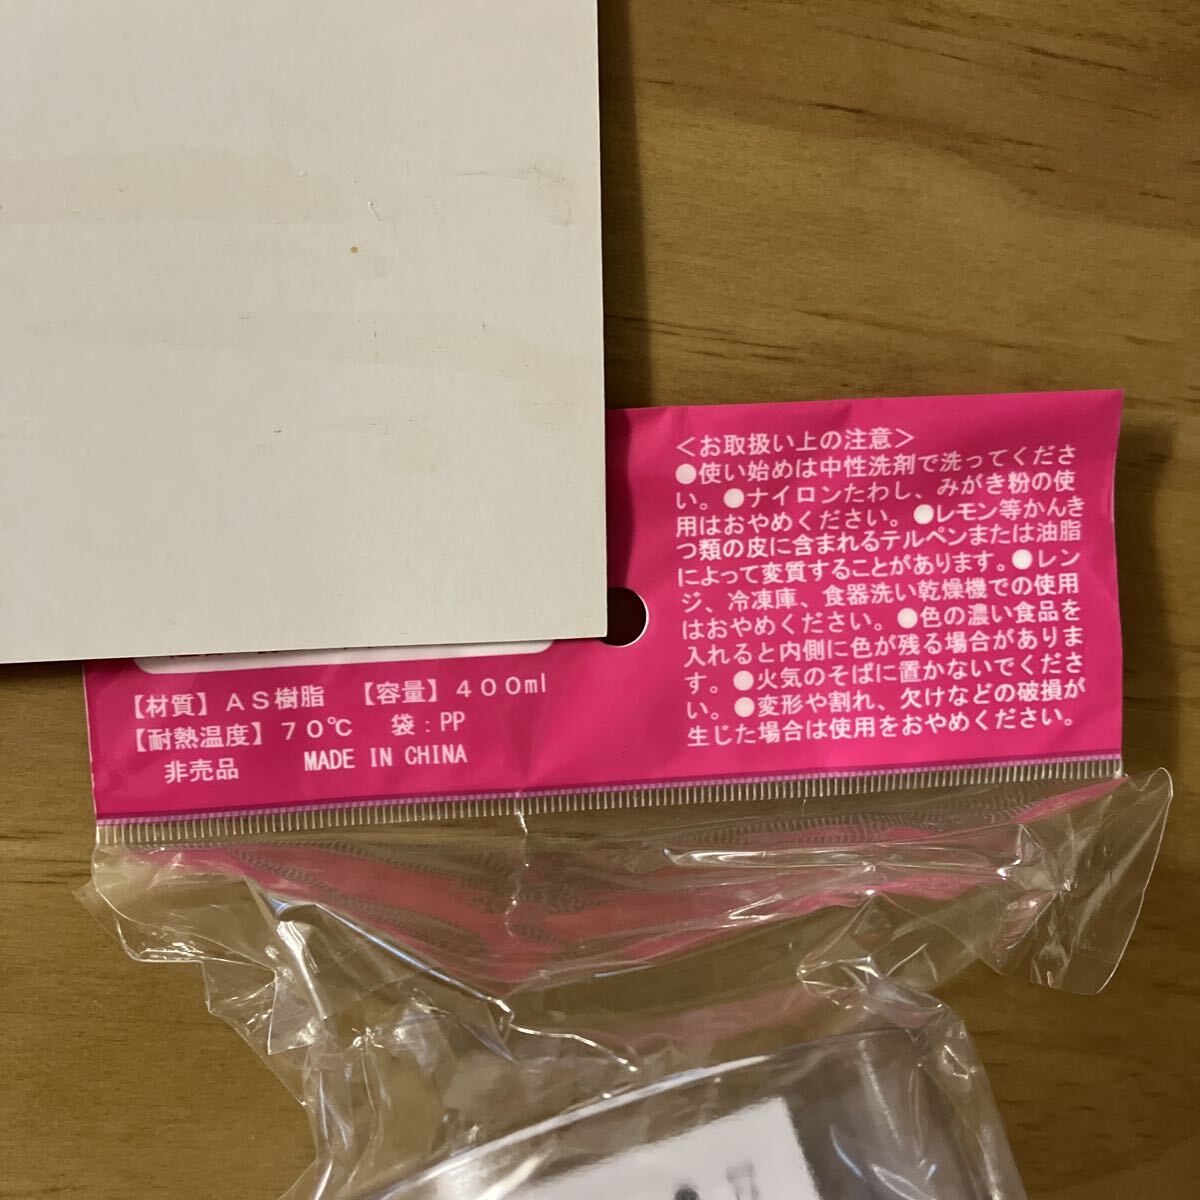 【材質】ＡＳ樹脂　【容量】４００ml
【耐熱温度】７０℃　袋：PP
非売品　MADE IN CHINA
＜お取扱い上の注意＞
●使い始めは中性洗剤で洗ってくださ
い。●ナイロンたわし、みがき粉の使
用はおやめください。●レモン等かんき
つ類の皮に含まれるテルペンまたは油脂
によって変質することがあります。●レン
ジ、冷凍庫、食器洗い乾燥機での使用
はおやめください。●色の濃い食品を
入れると内側に色が残る場合がありま
す。●火気のそばに置かないでくださ
い。●変形や割れ、欠けなどの破損が
生じた場合は使用をおやめください。